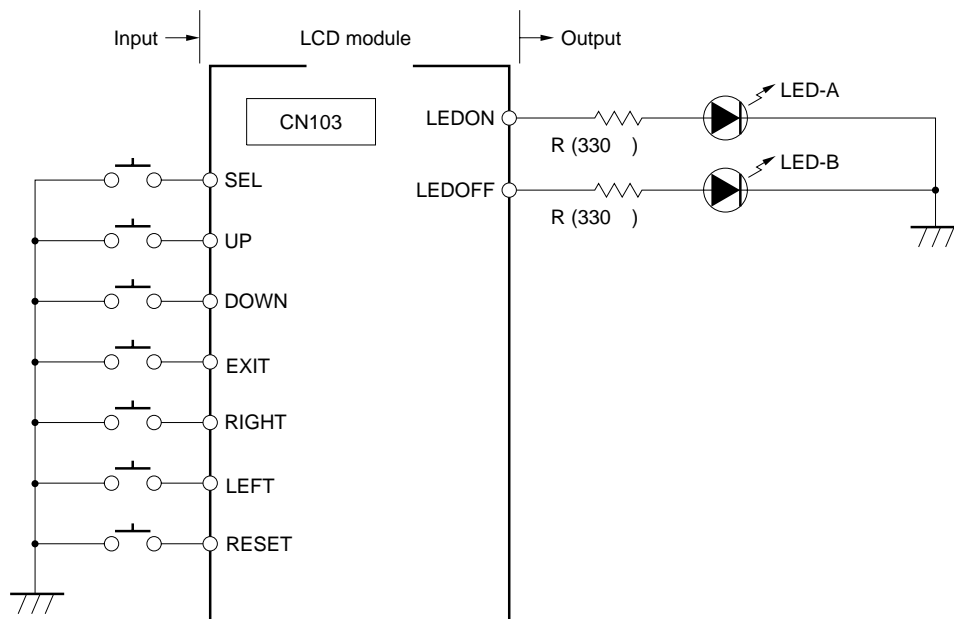 Input
LCD module
Output
CN103
LEDON
LED-A
R (330 )
SEL
LEDOFF
LED-B
R (330 )
UP
DOWN
EXIT
RIGHT
LEFT
RESET